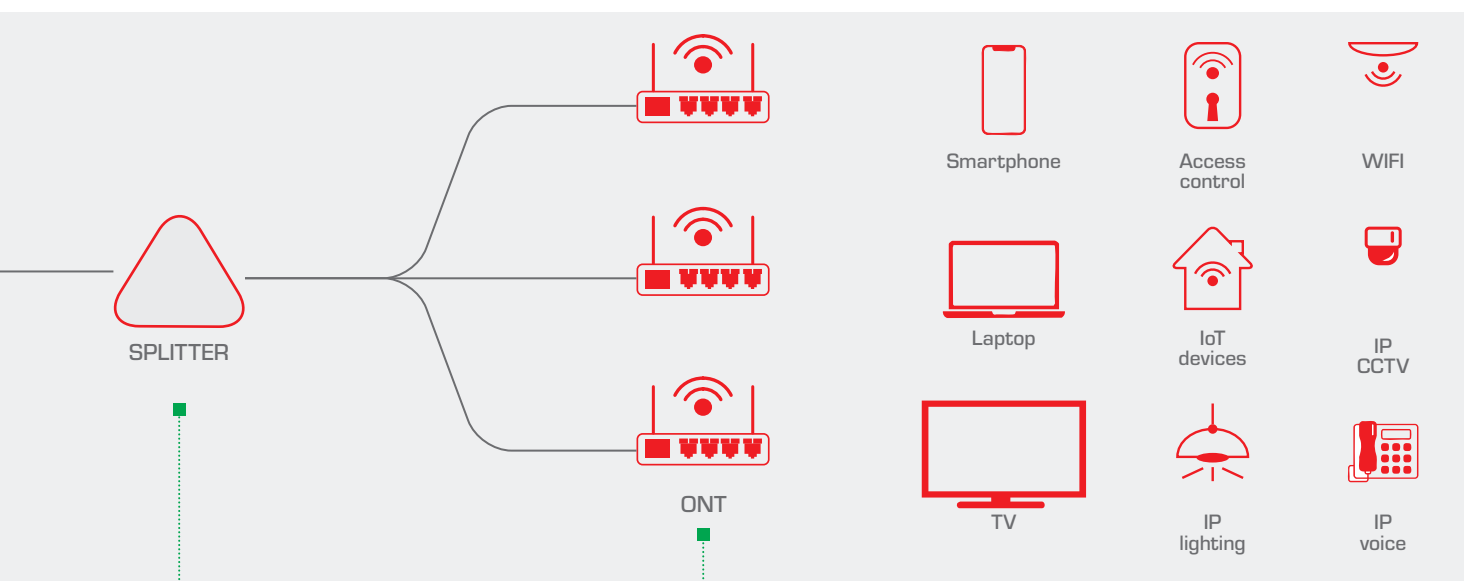 Smartphone
Access
control
WIFI
SPLITTER
Laptop
IoT
devices
IP
CCTV
ONT
TV
IP
lighting
IP
voice